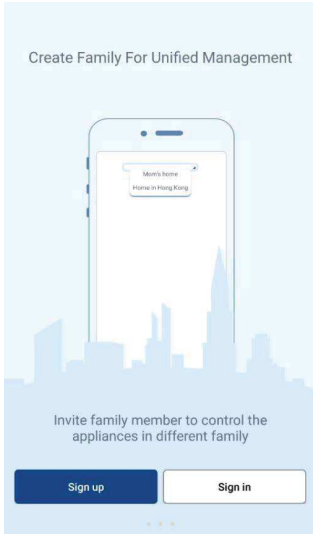 Create Family For Unified Management
Mom's home
Home in Hong Kong
Invite family member to control the
appliances in different family
Sign up
Sign in